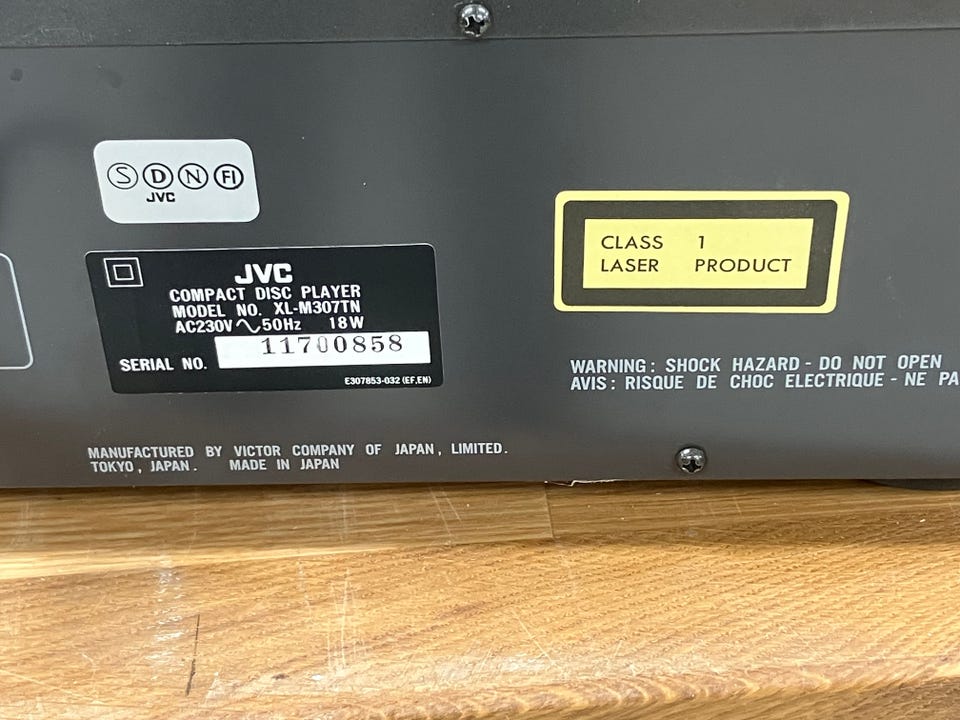 S D N FI
JVC
JVC
COMPACT DISC PLAYER
MODEL NO. XL-M307TN
AC230V ∿ 50Hz 18W
SERIAL NO. 11700858
E307853-032 (EF,EN)
MANUFACTURED BY VICTOR COMPANY OF JAPAN, LIMITED.
TOKYO, JAPAN. MADE IN JAPAN
CLASS 1
LASER PRODUCT
WARNING : SHOCK HAZARD - DO NOT OPEN
AVIS : RISQUE DE CHOC ELECTRIQUE - NE PA